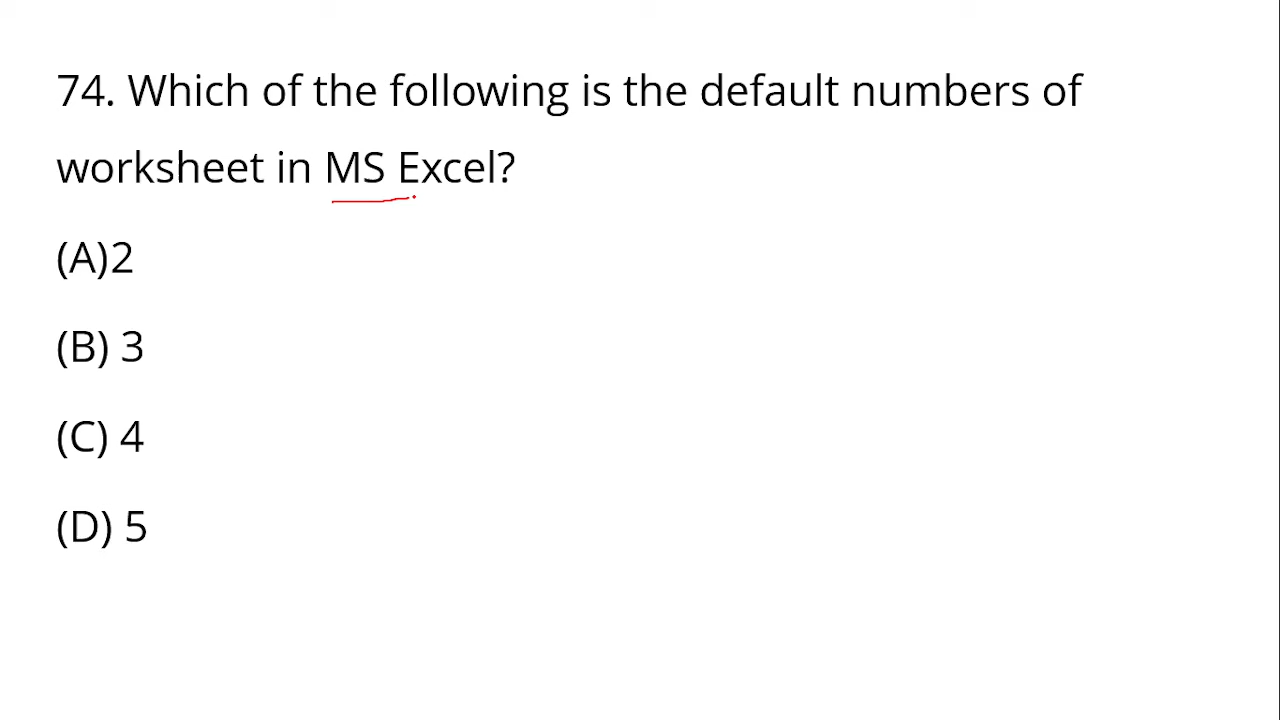 74. Which of the following is the default numbers of
worksheet in MS Excel?
(A)2
(B) 3
(C) 4
(D) 5